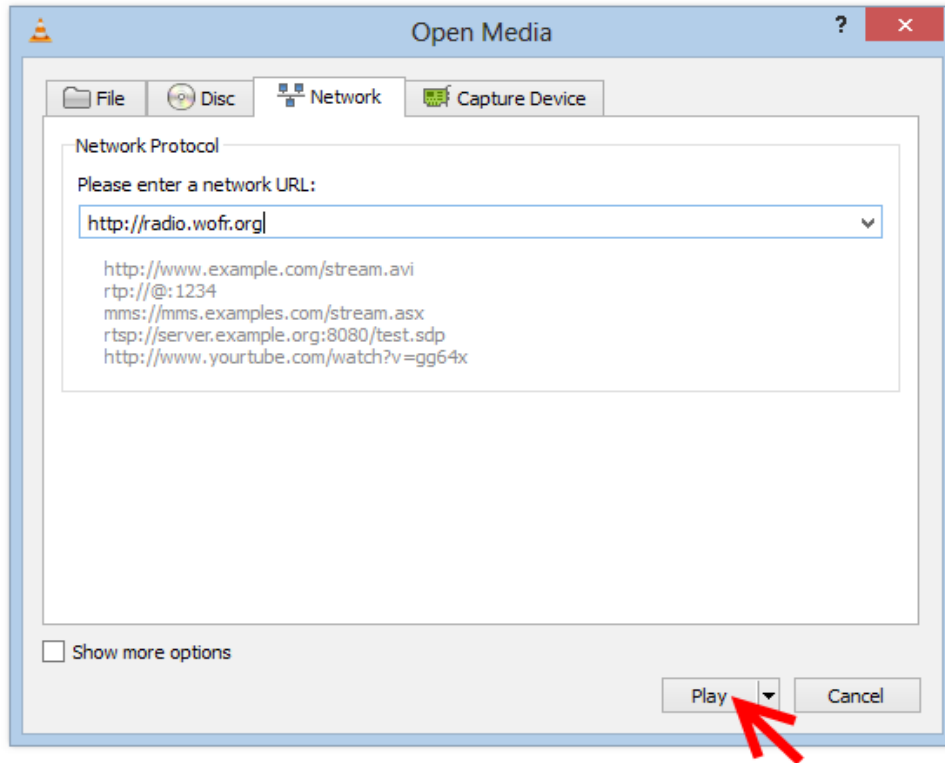 Open Media
?
×
File Disc Network Capture Device
Network Protocol
Please enter a network URL:
http://radio.wofr.org
http://www.example.com/stream.avi
rtp://@:1234
mms://mms.examples.com/stream.asx
rtsp://server.example.org:8080/test.sdp
http://www.yourtube.com/watch?v=gg64x
Show more options
Play Cancel